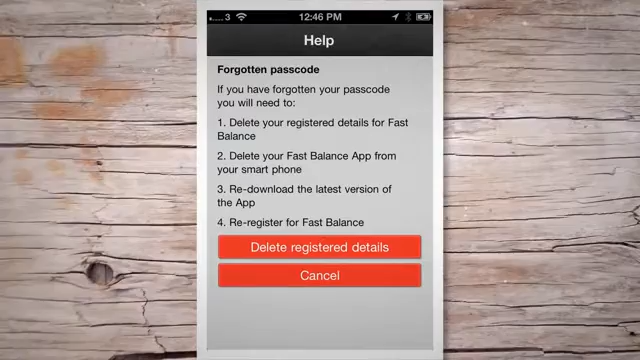 3 12:46 PM
Help
Forgotten passcode
If you have forgotten your passcode
you will need to:
1. Delete your registered details for Fast
Balance
2. Delete your Fast Balance App from
your smart phone
3. Re-download the latest version of
the App
4. Re-register for Fast Balance
Delete registered details
Cancel